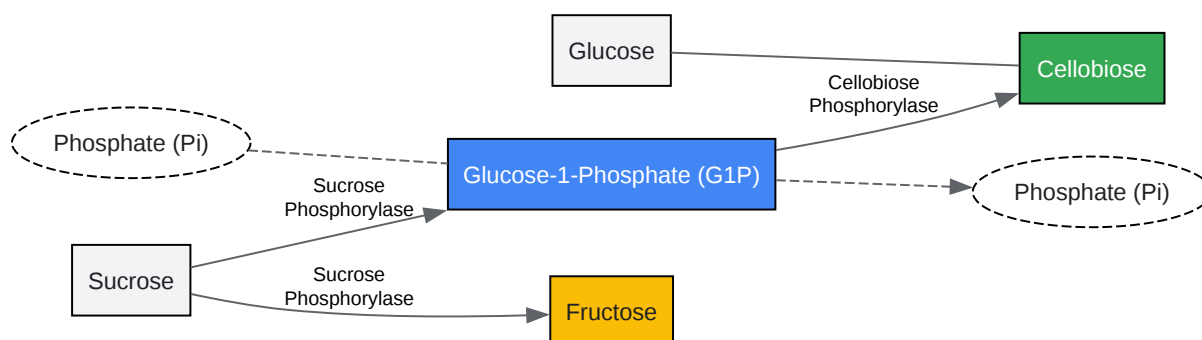 Glucose
Cellobiose
Cellobiose
Phosphorylase
Phosphate (Pi)
Glucose-1-Phosphate (G1P)
Phosphate (Pi)
Sucrose
Phosphorylase
Sucrose
Sucrose
Phosphorylase
Fructose